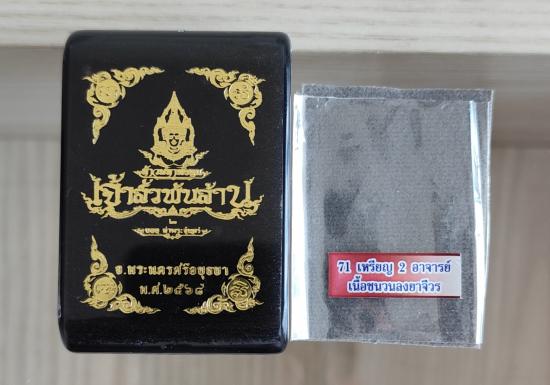 เจ้าสัวพันล้าน
จ.พระนครศรีอยุธยา
พ.ศ.๒๕๖๔
71 เหรียญ 2 อาจารย์
เนื้อชนวนลงยาจีวร